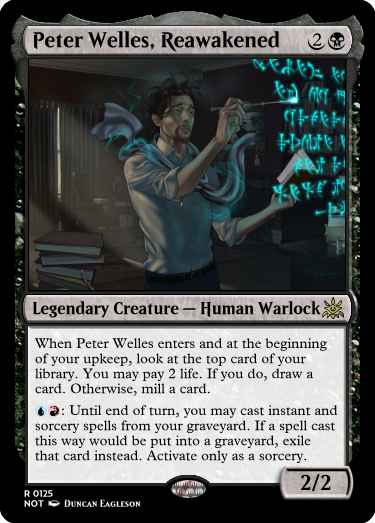 Peter Welles, Reawakened 2
Legendary Creature — Human Warlock
When Peter Welles enters and at the beginning
of your upkeep, look at the top card of your
library. You may pay 2 life. If you do, draw a
card. Otherwise, mill a card.
: Until end of turn, you may cast instant and
sorcery spells from your graveyard. If a spell cast
this way would be put into a graveyard, exile
that card instead. Activate only as a sorcery.
2/2
R 0125
NOT DUNCAN EAGLESON